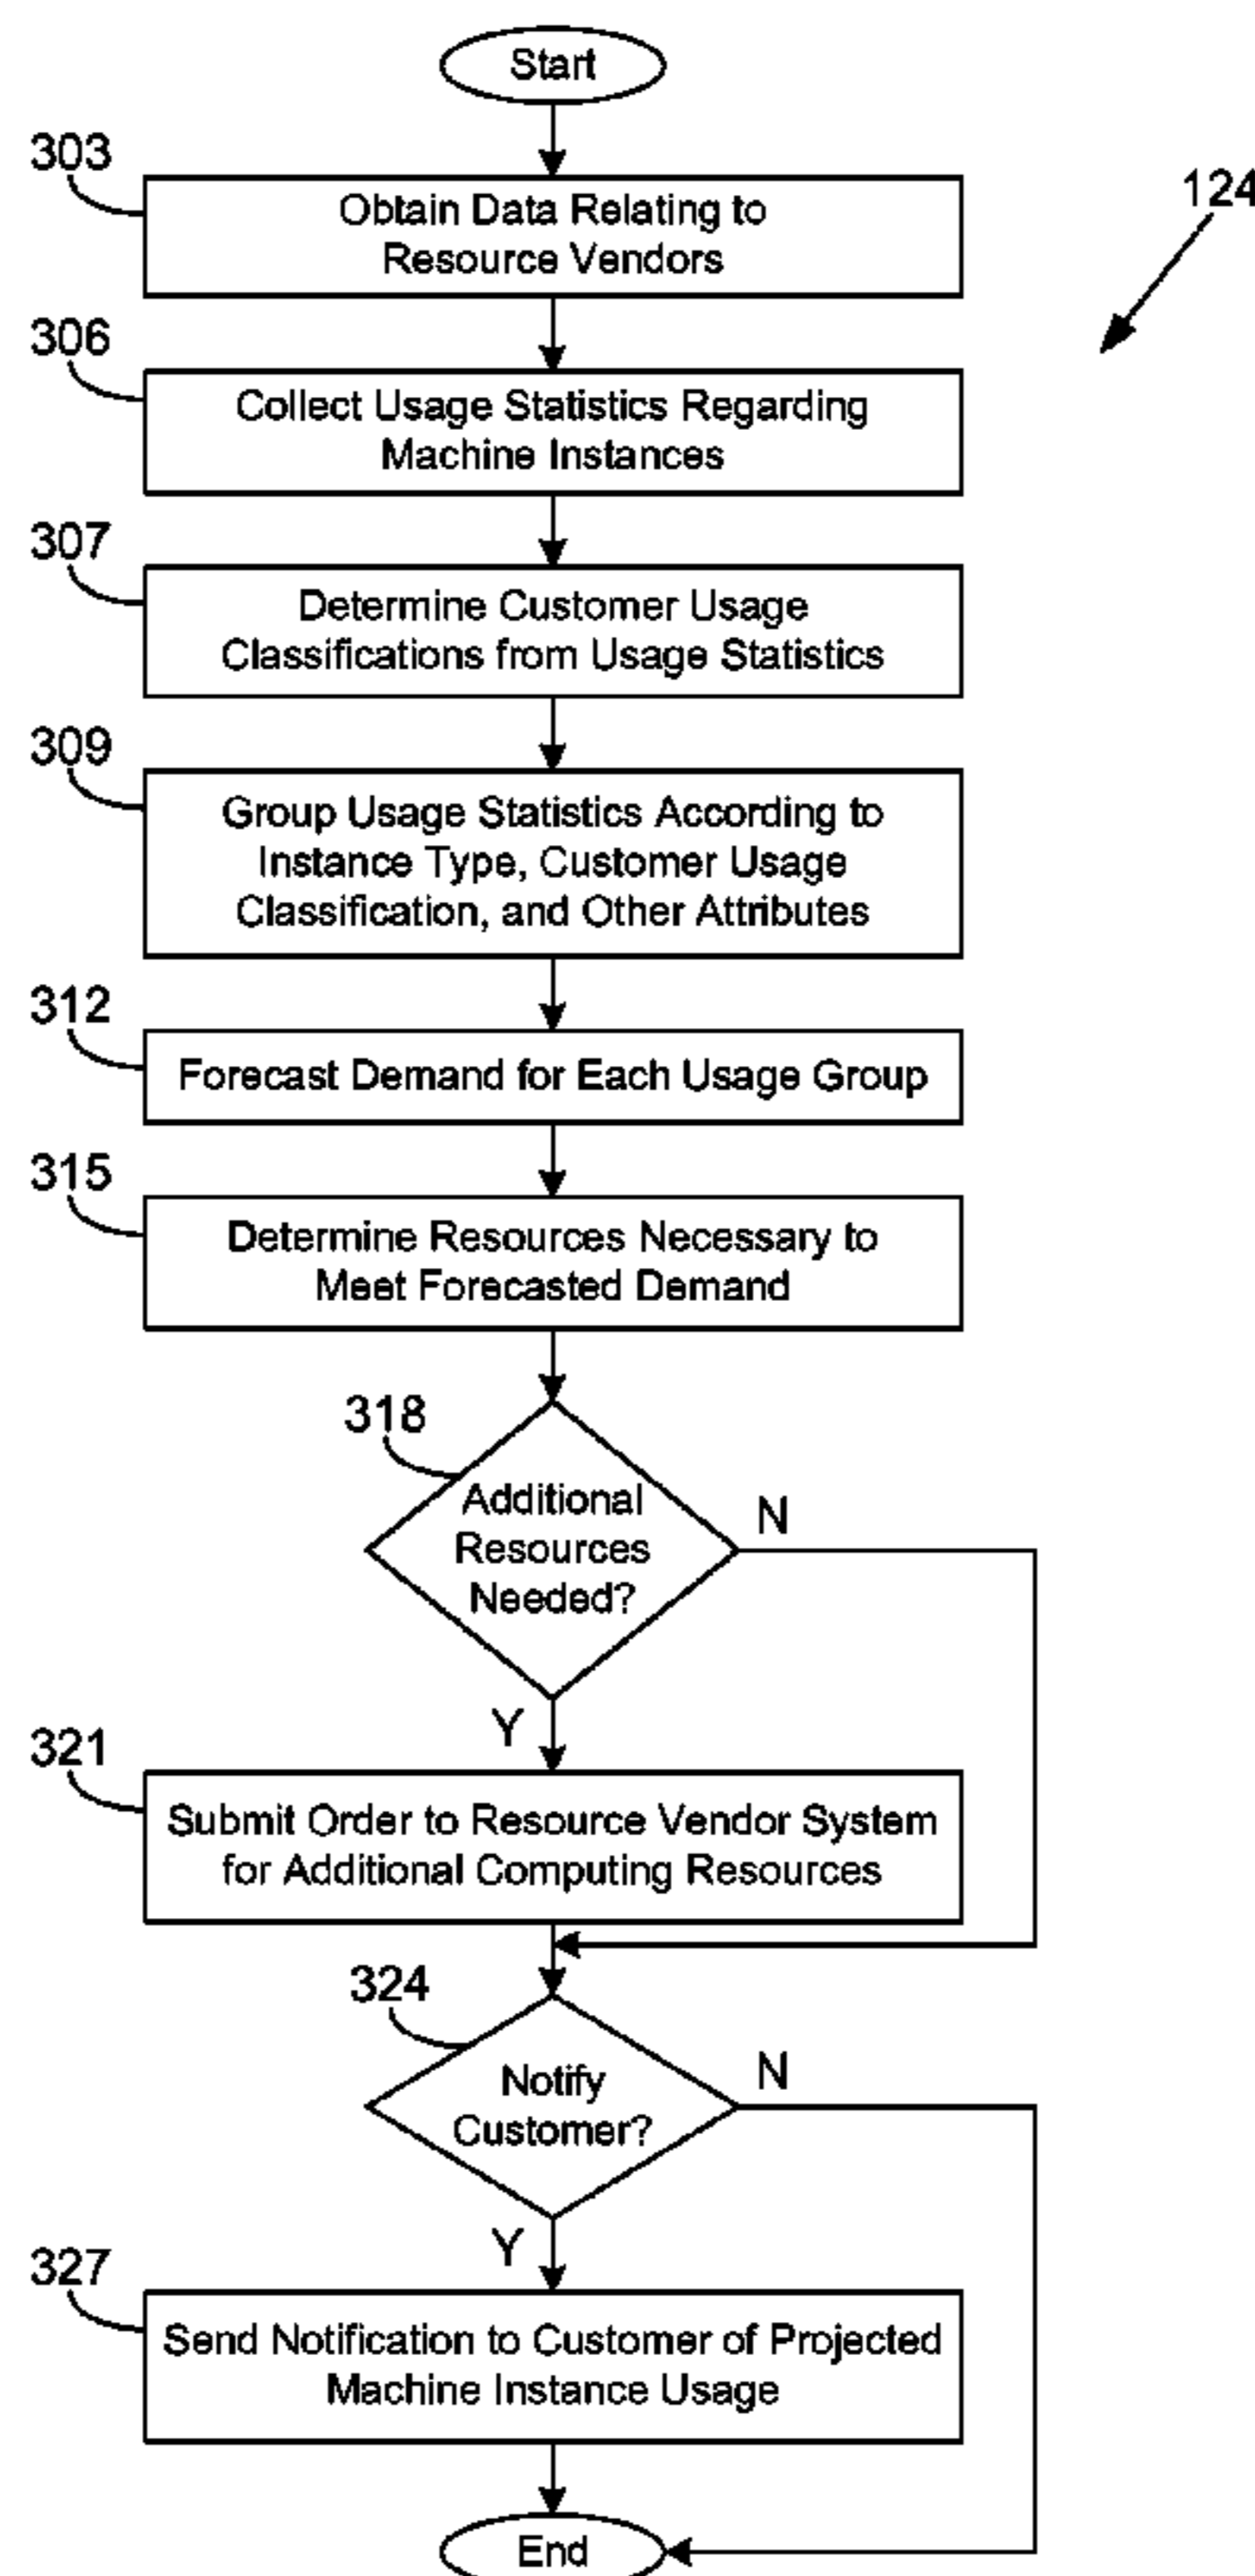 Start
303
124
Obtain Data Relating to
Resource Vendors
306
Collect Usage Statistics Regarding
Machine Instances
307
Determine Customer Usage
Classifications from Usage Statistics
309
Group Usage Statistics According to
Instance Type, Customer Usage
Classification, and Other Attributes
312
Forecast Demand for Each Usage Group
315
Determine Resources Necessary to
Meet Forecasted Demand
318
Additional
Resources
Needed?
N
Y
321
Submit Order to Resource Vendor System
for Additional Computing Resources
324
Notify
Customer?
N
Y
327
Send Notification to Customer of Projected
Machine Instance Usage
End